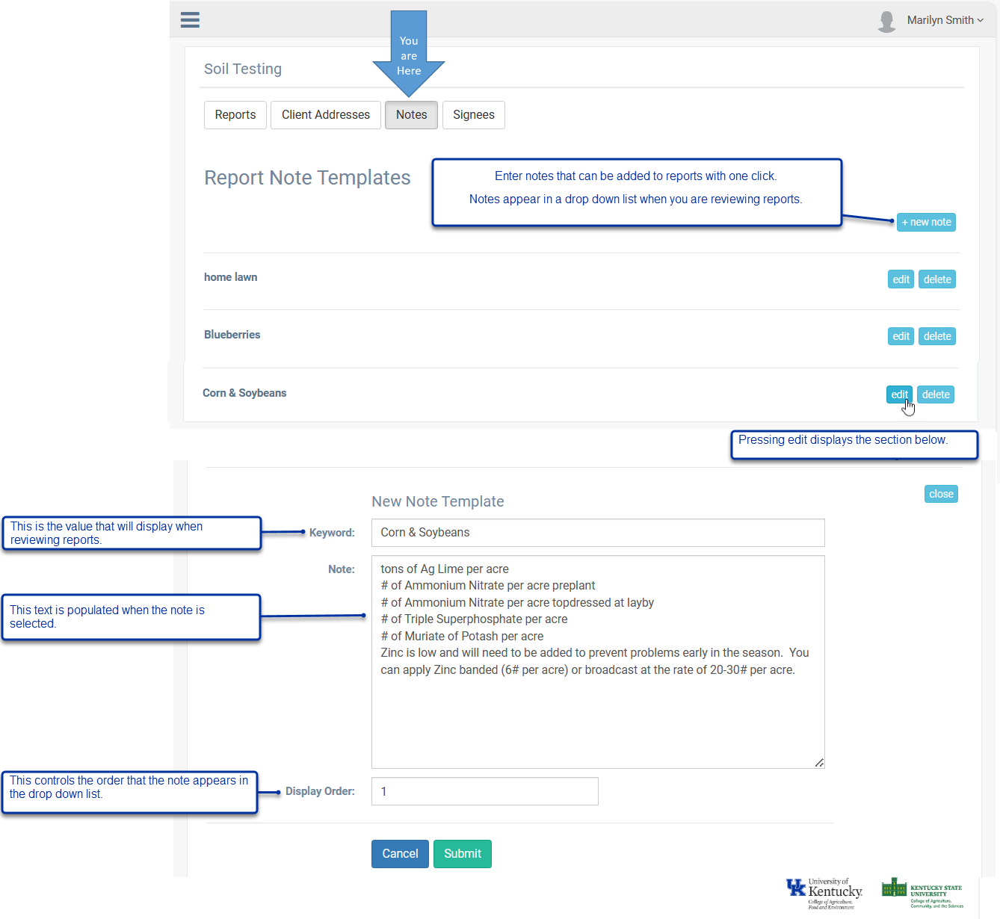 Marilyn Smith
You
are
Here
Soil Testing
Reports
Client Addresses
Notes
Signees
Report Note Templates
Enter notes that can be added to reports with one click.
Notes appear in a drop down list when you are reviewing reports.
+ new note
home lawn
edit
delete
Blueberries
edit
delete
Corn & Soybeans
edit
delete
Pressing edit displays the section below.
New Note Template
close
This is the value that will display when
reviewing reports.
Keyword:
Corn & Soybeans
Note:
tons of Ag Lime per acre
# of Ammonium Nitrate per acre preplant
# of Ammonium Nitrate per acre topdressed at layby
# of Triple Superphosphate per acre
# of Muriate of Potash per acre
Zinc is low and will need to be added to prevent problems early in the season.  You
can apply Zinc banded (6# per acre) or broadcast at the rate of 20-30# per acre.
This text is populated when the note is
selected.
This controls the order that the note appears in
the drop down list.
Display Order:
1
Cancel
Submit
UK
University of
Kentucky
College of Agriculture,
Food and Environment
KENTUCKY STATE
UNIVERSITY
College of Agriculture,
Community, and the Sciences